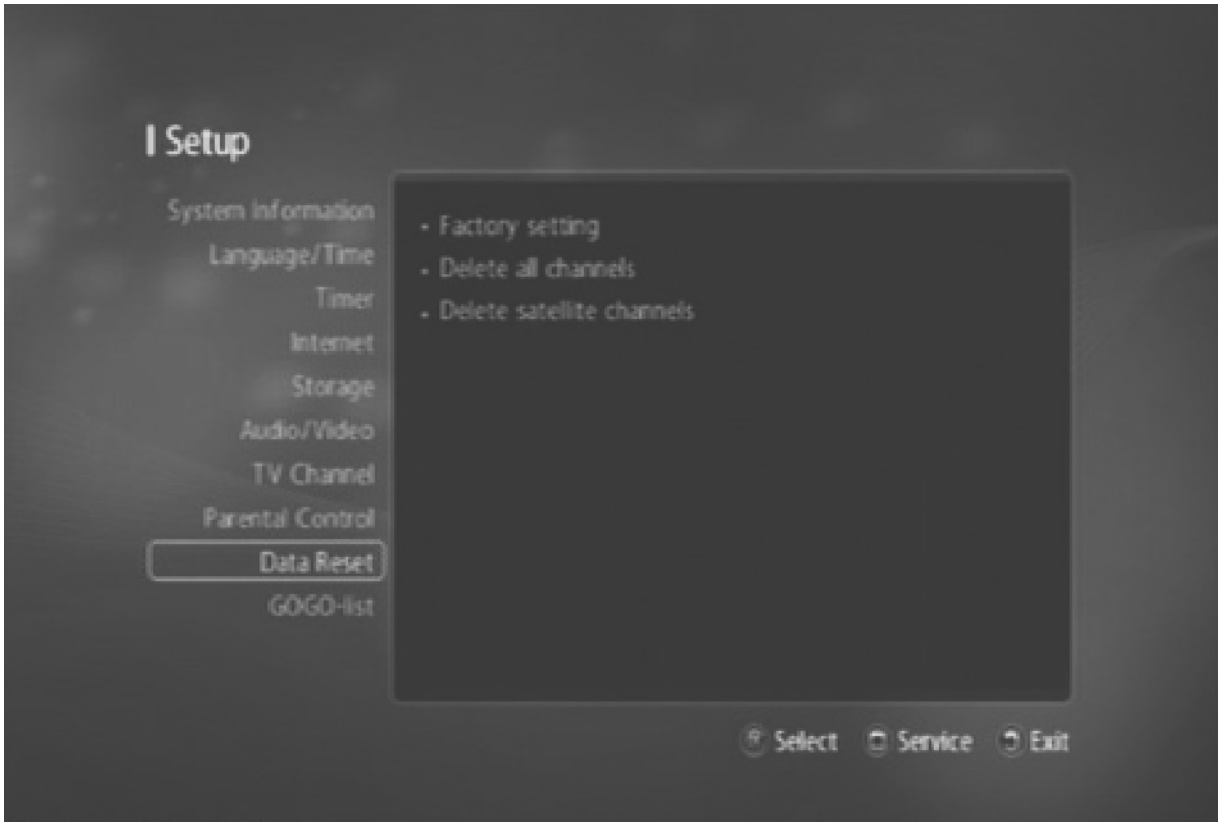 Setup
System Information
Language/Time
Timer
Internet
Storage
Audio/Video
TV Channel
Parental Control
Data Reset
GOGO-list
• Factory setting
• Delete all channels
• Delete satellite channels
Select Service Exit